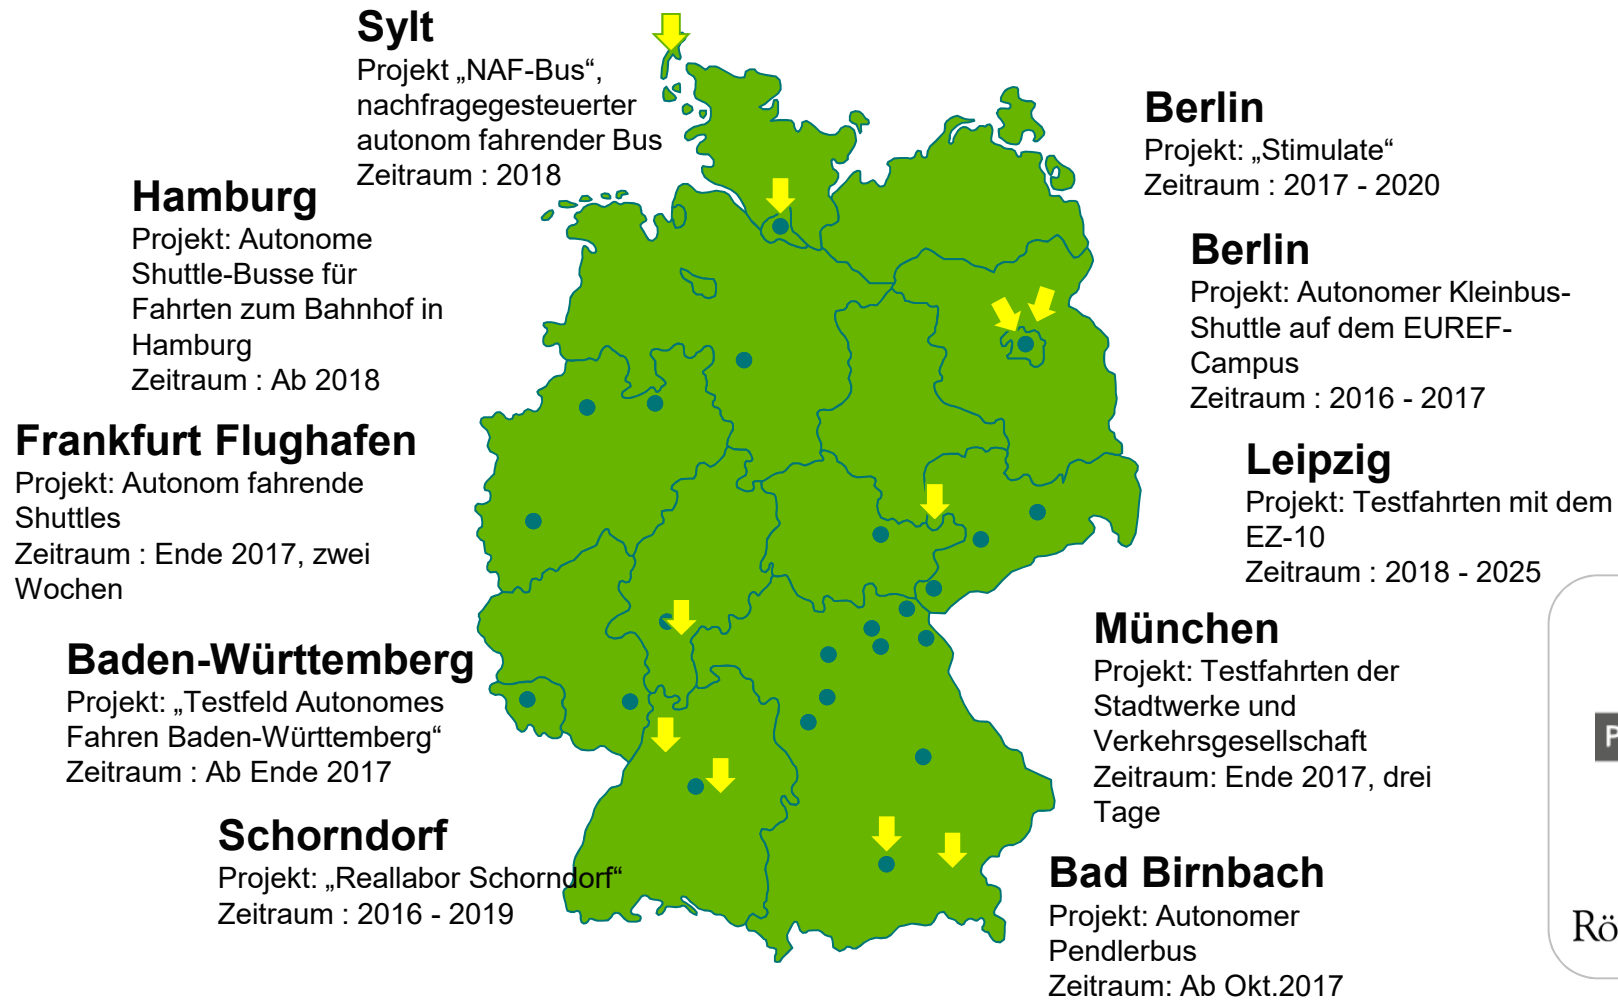 Sylt
Projekt „NAF-Bus“,
nachfragegesteuerter
autonom fahrender Bus
Zeitraum : 2018
Hamburg
Projekt: Autonome
Shuttle-Busse für
Fahrten zum Bahnhof in
Hamburg
Zeitraum : Ab 2018
Frankfurt Flughafen
Projekt: Autonom fahrende
Shuttles
Zeitraum : Ende 2017, zwei
Wochen
Baden-Württemberg
Projekt: „Testfeld Autonomes
Fahren Baden-Württemberg“
Zeitraum : Ab Ende 2017
Schorndorf
Projekt: „Reallabor Schorndorf“
Zeitraum : 2016 - 2019
Berlin
Projekt: „Stimulate“
Zeitraum : 2017 - 2020
Berlin
Projekt: Autonomer Kleinbus-
Shuttle auf dem EUREF-
Campus
Zeitraum : 2016 - 2017
Leipzig
Projekt: Testfahrten mit dem
EZ-10
Zeitraum : 2018 - 2025
München
Projekt: Testfahrten der
Stadtwerke und
Verkehrsgesellschaft
Zeitraum: Ende 2017, drei
Tage
Bad Birnbach
Projekt: Autonomer
Pendlerbus
Zeitraum: Ab Okt.2017
P
Rö